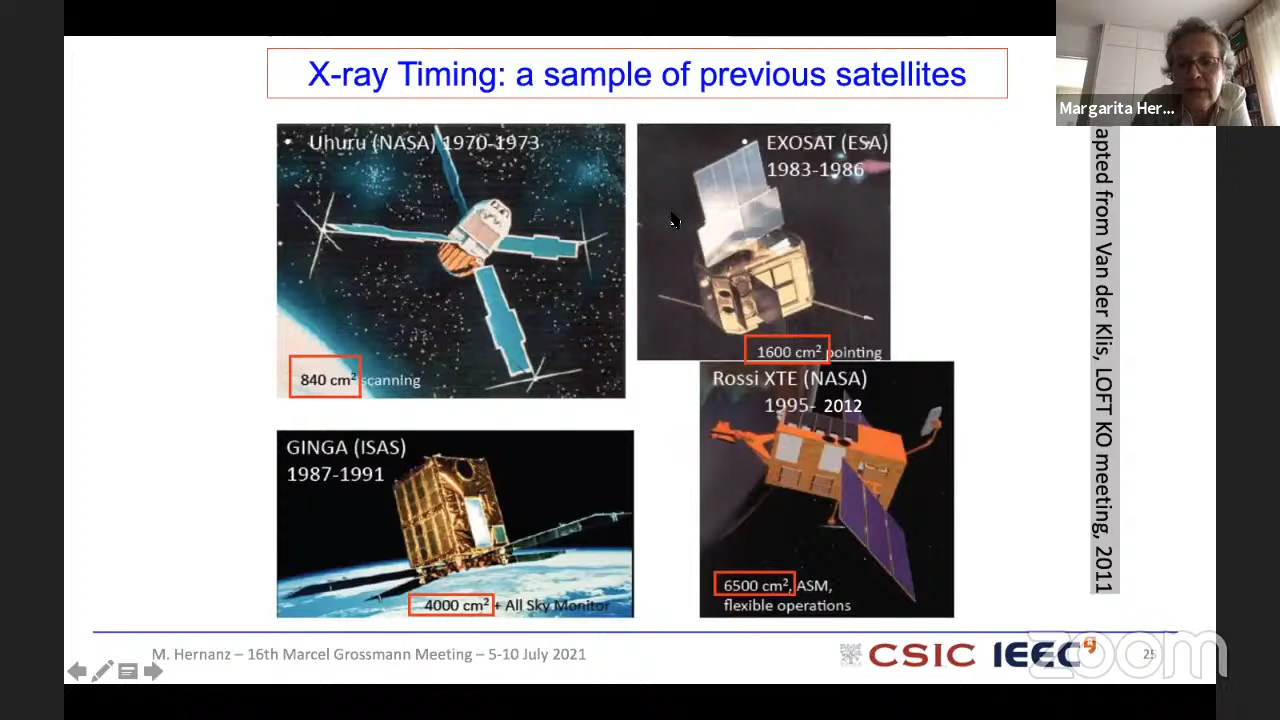 X-ray Timing: a sample of previous satellites
Margarita Her...
• Uhuru (NASA) 1970-1973
840 cm² scanning
• EXOSAT (ESA)
1983-1986
1600 cm² pointing
GINGA (ISAS)
1987-1991
4000 cm² + All Sky Monitor
Rossi XTE (NASA)
1995- 2012
6500 cm², ASM,
flexible operations
apted from Van der Klis, LOFT KO meeting, 2011
M. Hernanz – 16th Marcel Grossmann Meeting – 5-10 July 2021
CSIC IEEC
25
zoom